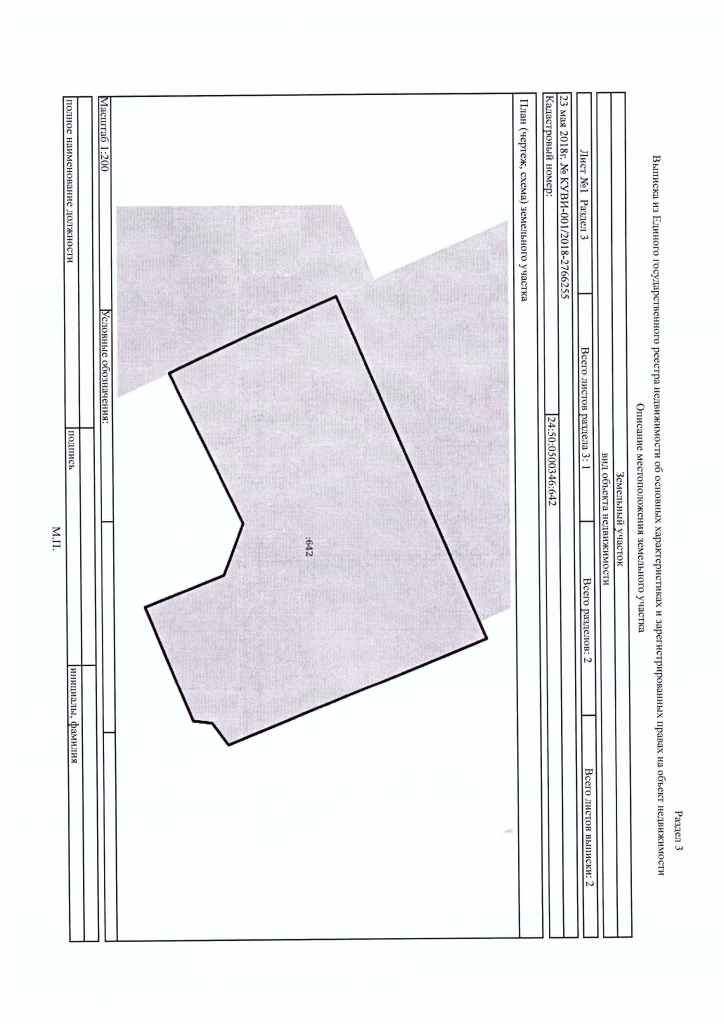 Раздел 3
Выписка из Единого государственного реестра недвижимости об основных характеристиках и зарегистрированных правах на объект недвижимости
Описание местоположения земельного участка
Земельный участок
вид объекта недвижимости
Лист №1 Раздел 3 Всего листов раздела 3: 1 Всего разделов: 2 Всего листов выписки: 2
23 мая 2018г. № КУВИ-001/2018-2766255
Кадастровый номер: 24:50:0500346:642
План (чертеж, схема) земельного участка
:642
Масштаб 1:200 Условные обозначения:
полное наименование должности подпись инициалы, фамилия
М.П.